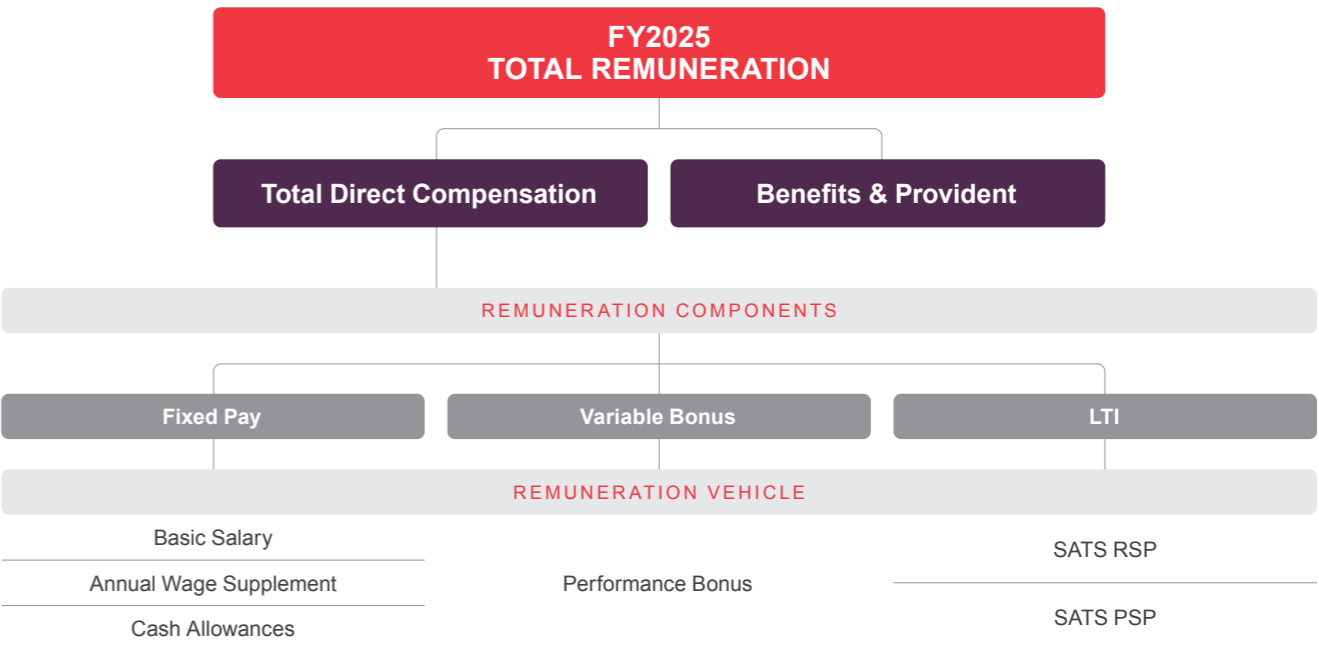 FY2025
TOTAL REMUNERATION
Total Direct Compensation
Benefits & Provident
REMUNERATION COMPONENTS
Fixed Pay
Variable Bonus
LTI
REMUNERATION VEHICLE
Basic Salary
Annual Wage Supplement
Cash Allowances
Performance Bonus
SATS RSP
SATS PSP